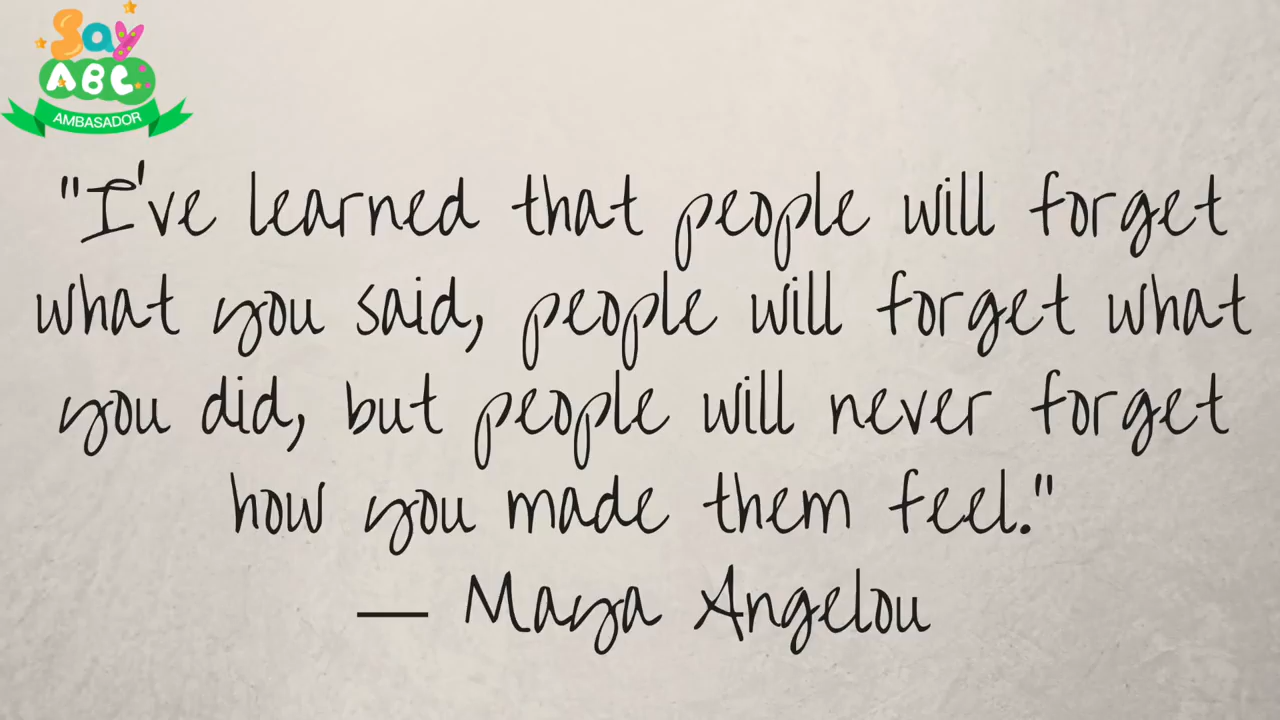 Say
ABC
AMBASADOR
"I've learned that people will forget
what you said, people will forget what
you did, but people will never forget
how you made them feel."
— Maya Angelou